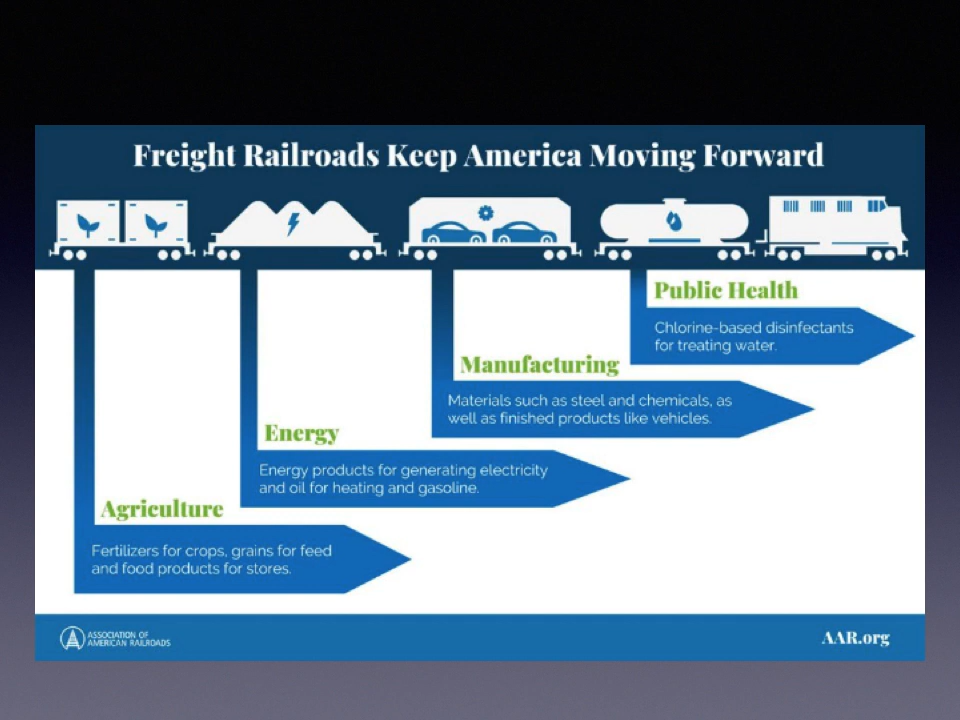 Freight Railroads Keep America Moving Forward
Public Health
Chlorine-based disinfectants
for treating water.
Manufacturing
Materials such as steel and chemicals, as
well as finished products like vehicles.
Energy
Energy products for generating electricity
and oil for heating and gasoline.
Agriculture
Fertilizers for crops, grains for feed
and food products for stores.
ASSOCIATION OF
AMERICAN RAILROADS
AAR.org